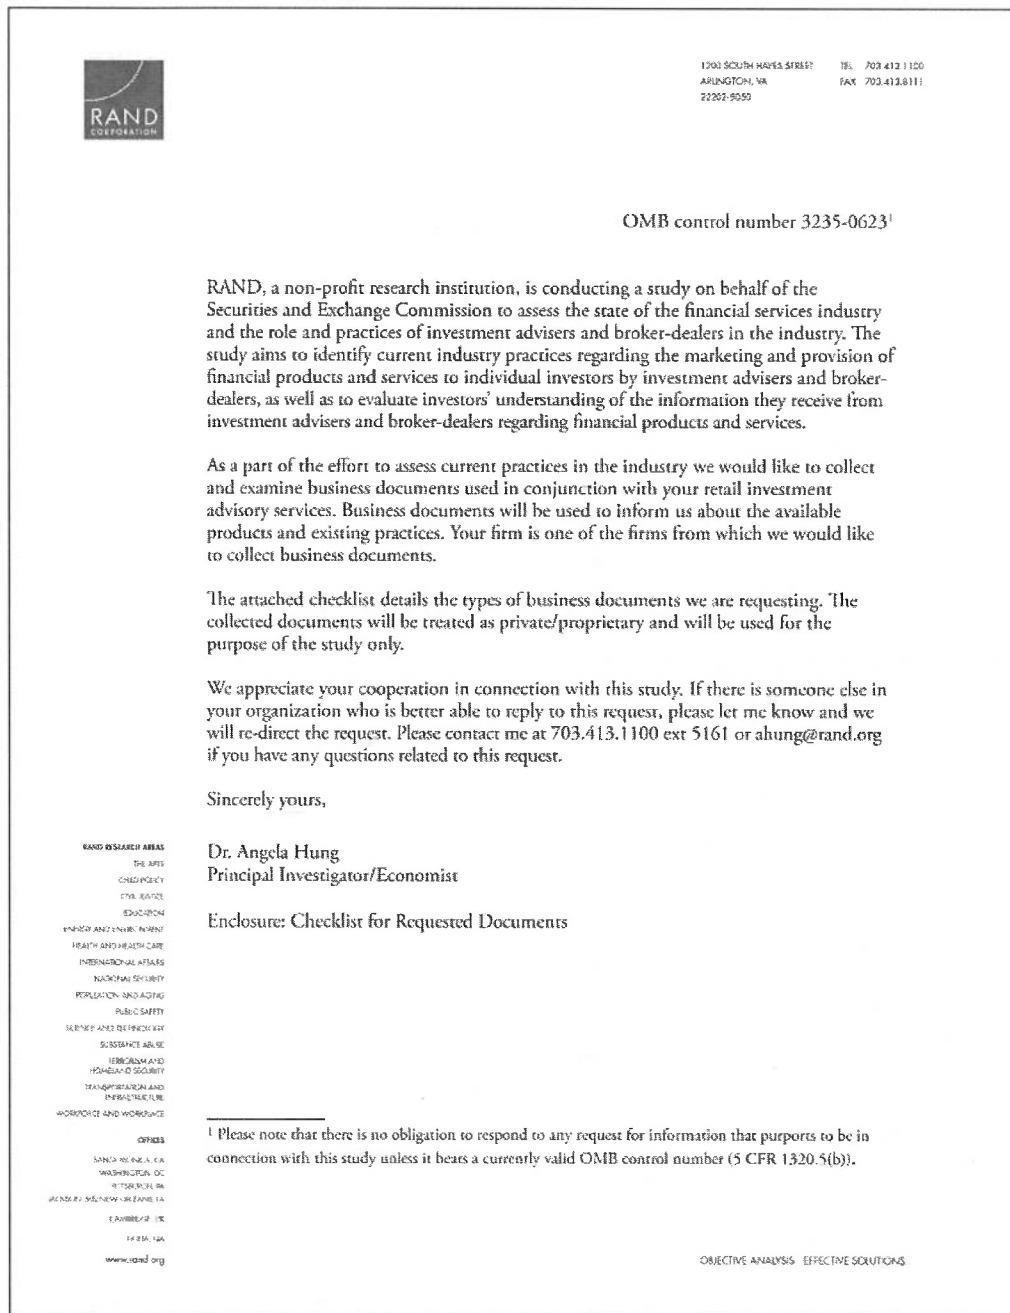 RAND
CORPORATION
1200 SOUTH HAYES STREET TEL 703.413.1100
ARLINGTON, VA FAX 703.413.8111
22202-5050
OMB control number 3235-0623¹
RAND, a non-profit research institution, is conducting a study on behalf of the
Securities and Exchange Commission to assess the state of the financial services industry
and the role and practices of investment advisers and broker-dealers in the industry. The
study aims to identify current industry practices regarding the marketing and provision of
financial products and services to individual investors by investment advisers and broker-
dealers, as well as to evaluate investors' understanding of the information they receive from
investment advisers and broker-dealers regarding financial products and services.
As a part of the effort to assess current practices in the industry we would like to collect
and examine business documents used in conjunction with your retail investment
advisory services. Business documents will be used to inform us about the available
products and existing practices. Your firm is one of the firms from which we would like
to collect business documents.
The attached checklist details the types of business documents we are requesting. The
collected documents will be treated as private/proprietary and will be used for the
purpose of the study only.
We appreciate your cooperation in connection with this study. If there is someone else in
your organization who is better able to reply to this request, please let me know and we
will re-direct the request. Please contact me at 703.413.1100 ext 5161 or ahung@rand.org
if you have any questions related to this request.
Sincerely yours,
Dr. Angela Hung
Principal Investigator/Economist
Enclosure: Checklist for Requested Documents
RAND RESEARCH AREAS
THE ARTS
CHILD POLICY
CIVIL JUSTICE
EDUCATION
ENERGY AND ENVIRONMENT
HEALTH AND HEALTH CARE
INTERNATIONAL AFFAIRS
NATIONAL SECURITY
POPULATION AND AGING
PUBLIC SAFETY
SCIENCE AND TECHNOLOGY
SUBSTANCE ABUSE
TERRORISM AND
HOMELAND SECURITY
TRANSPORTATION AND
INFRASTRUCTURE
WORKFORCE AND WORKPLACE
OFFICES
SANTA MONICA, CA
WASHINGTON, DC
PITTSBURGH, PA
JACKSON, MS/NEW ORLEANS, LA
CAMBRIDGE, UK
DOHA, QA
www.rand.org
¹ Please note that there is no obligation to respond to any request for information that purports to be in
connection with this study unless it bears a currently valid OMB control number (5 CFR 1320.5(b)).
OBJECTIVE ANALYSIS. EFFECTIVE SOLUTIONS.